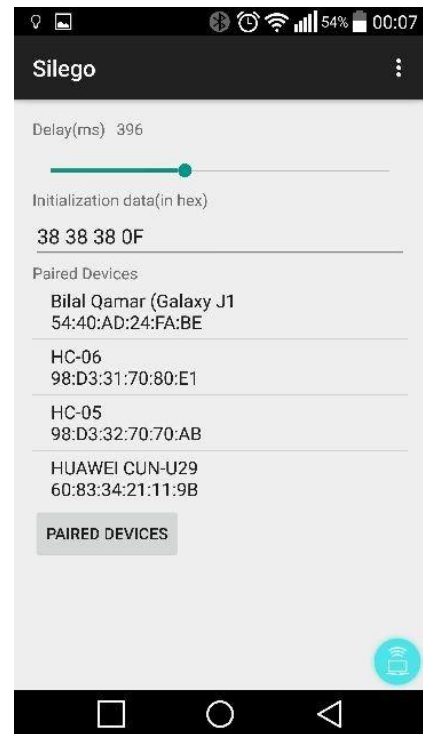 54% 00:07
Silego
Delay(ms) 396
Initialization data(in hex)
38 38 38 0F
Paired Devices
Bilal Qamar (Galaxy J1
54:40:AD:24:FA:BE
HC-06
98:D3:31:70:80:E1
HC-05
98:D3:32:70:70:AB
HUAWEI CUN-U29
60:83:34:21:11:9B
PAIRED DEVICES